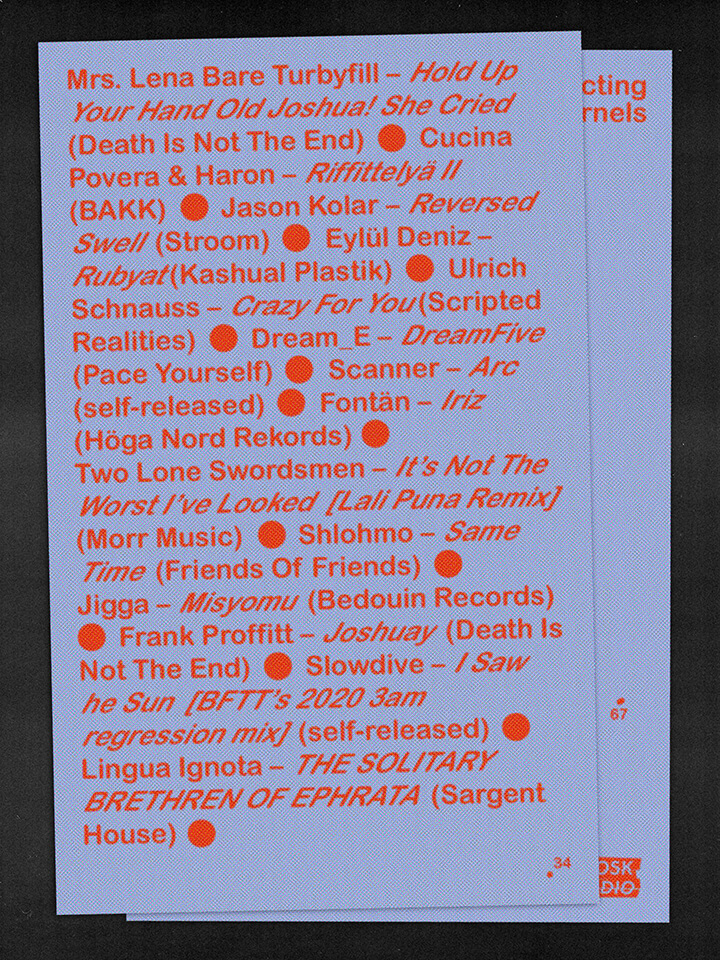 Mrs. Lena Bare Turbyfill – Hold Up
Your Hand Old Joshua! She Cried
(Death Is Not The End) ● Cucina
Povera & Haron – Riffittelyä II
(BAKK) ● Jason Kolar – Reversed
Swell (Stroom) ● Eylül Deniz –
Rubyat(Kashual Plastik) ● Ulrich
Schnauss – Crazy For You(Scripted
Realities) ● Dream_E – DreamFive
(Pace Yourself) ● Scanner – Arc
(self-released) ● Fontän – Iriz
(Höga Nord Rekords) ●
Two Lone Swordsmen – It’s Not The
Worst I’ve Looked [Lali Puna Remix]
(Morr Music) ● Shlohmo – Same
Time (Friends Of Friends) ●
Jigga – Misyomu (Bedouin Records)
● Frank Proffitt – Joshuay (Death Is
Not The End) ● Slowdive – I Saw
he Sun [BFTT’s 2020 3am
regression mix] (self-released) ●
Lingua Ignota – THE SOLITARY
BRETHREN OF EPHRATA (Sargent
House) ●
.34
cting
rnels
67
OSK
DIO